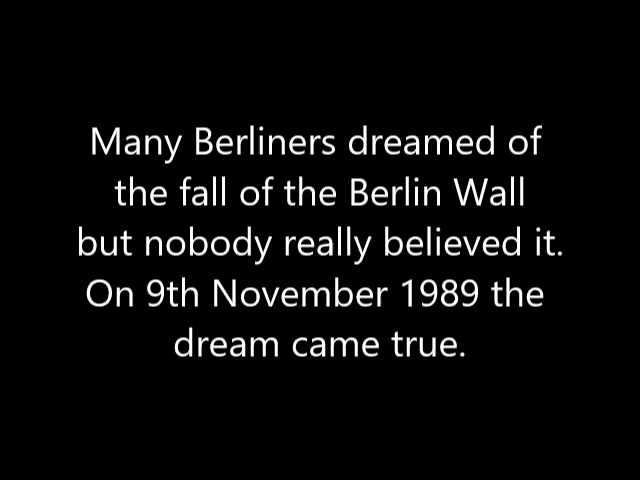 Many Berliners dreamed of
the fall of the Berlin Wall
but nobody really believed it.
On 9th November 1989 the
dream came true.